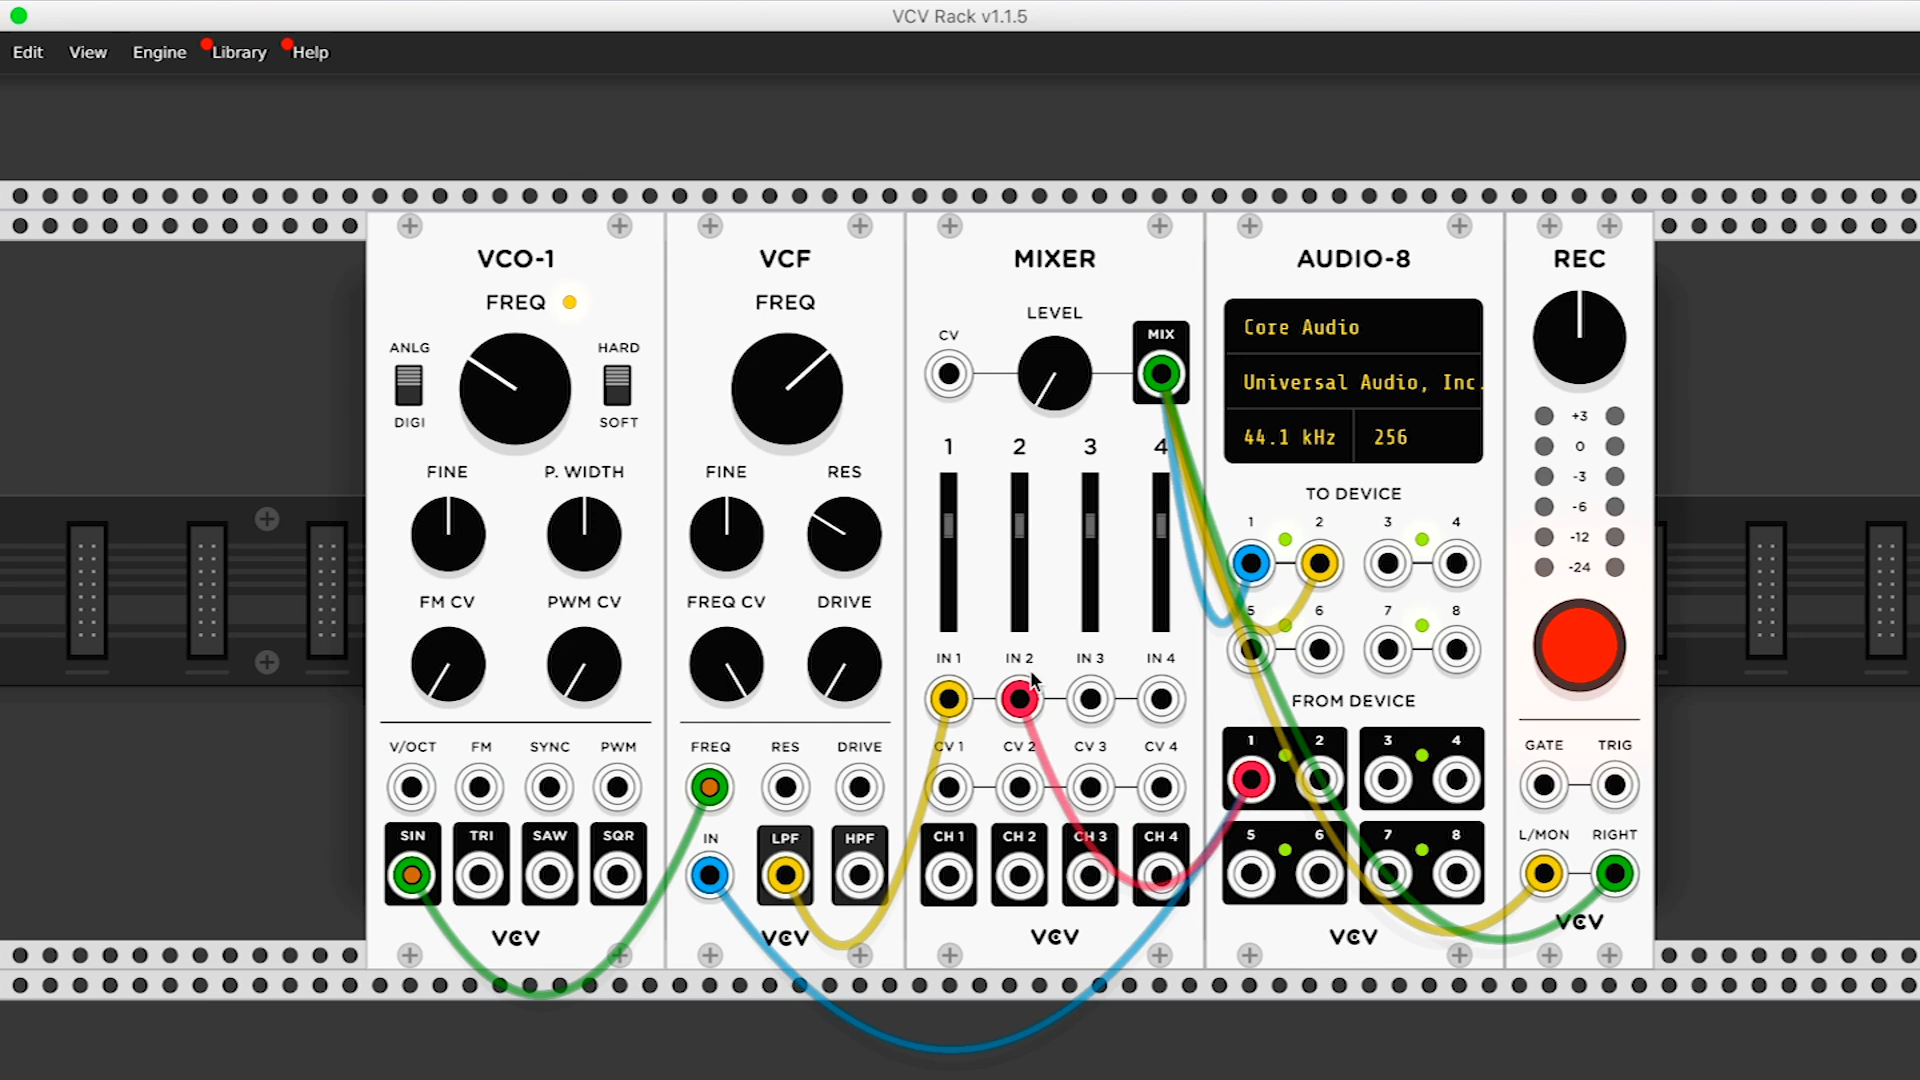 VCV Rack v1.1.5
Edit View Engine Library Help
VCO-1
FREQ
ANLG
DIGI
HARD
SOFT
FINE P. WIDTH
FM CV PWM CV
V/OCT FM SYNC PWM
SIN TRI SAW SQR
VCV
VCF
FREQ
FINE RES
FREQ CV DRIVE
FREQ RES DRIVE
IN LPF HPF
VCV
MIXER
LEVEL
CV MIX
1 2 3 4
IN 1 IN 2 IN 3 IN 4
CV 1 CV 2 CV 3 CV 4
CH 1 CH 2 CH 3 CH 4
VCV
AUDIO-8
Core Audio
Universal Audio, Inc.
44.1 kHz 256
TO DEVICE
1 2 3 4
5 6 7 8
FROM DEVICE
1 2 3 4
5 6 7 8
VCV
REC
+3
0
-3
-6
-12
-24
GATE TRIG
L/MON RIGHT
VCV